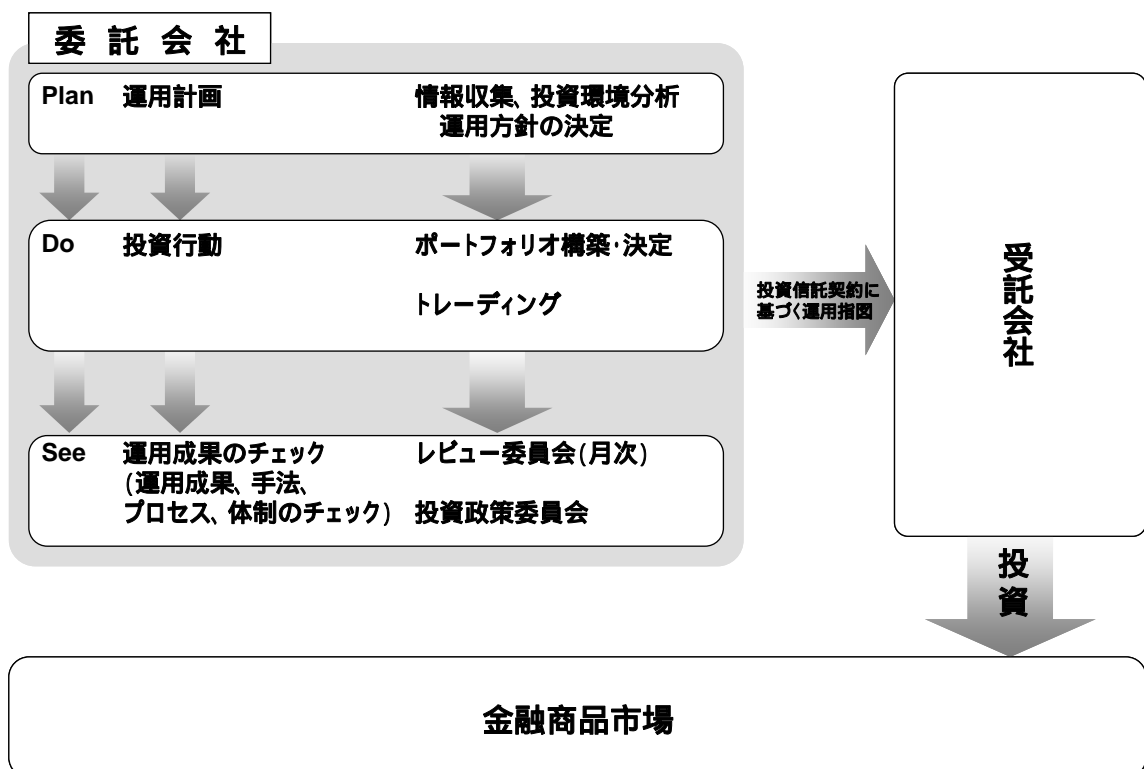 委託会社
Plan 運用計画 情報収集、投資環境分析
運用方針の決定
Do 投資行動 ポートフォリオ構築・決定
トレーディング
See 運用成果のチェック レビュー委員会(月次)
(運用成果、手法、
プロセス、体制のチェック) 投資政策委員会
投資信託契約に
基づく運用指図
受託会社
投資
金融商品市場